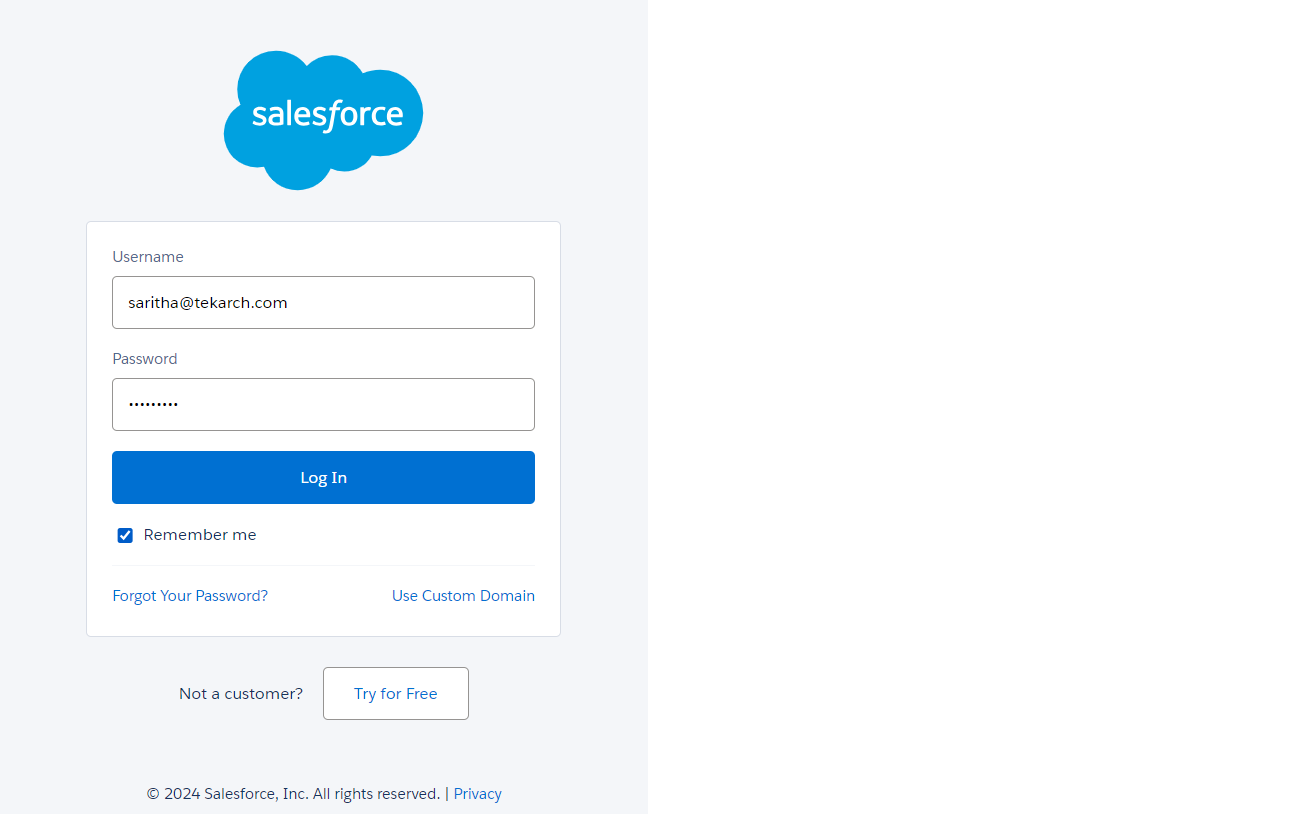 salesforce
Username
saritha@tekarch.com
Password
•••••••••
Log In
Remember me
Forgot Your Password? Use Custom Domain
Not a customer? Try for Free
© 2024 Salesforce, Inc. All rights reserved. | Privacy